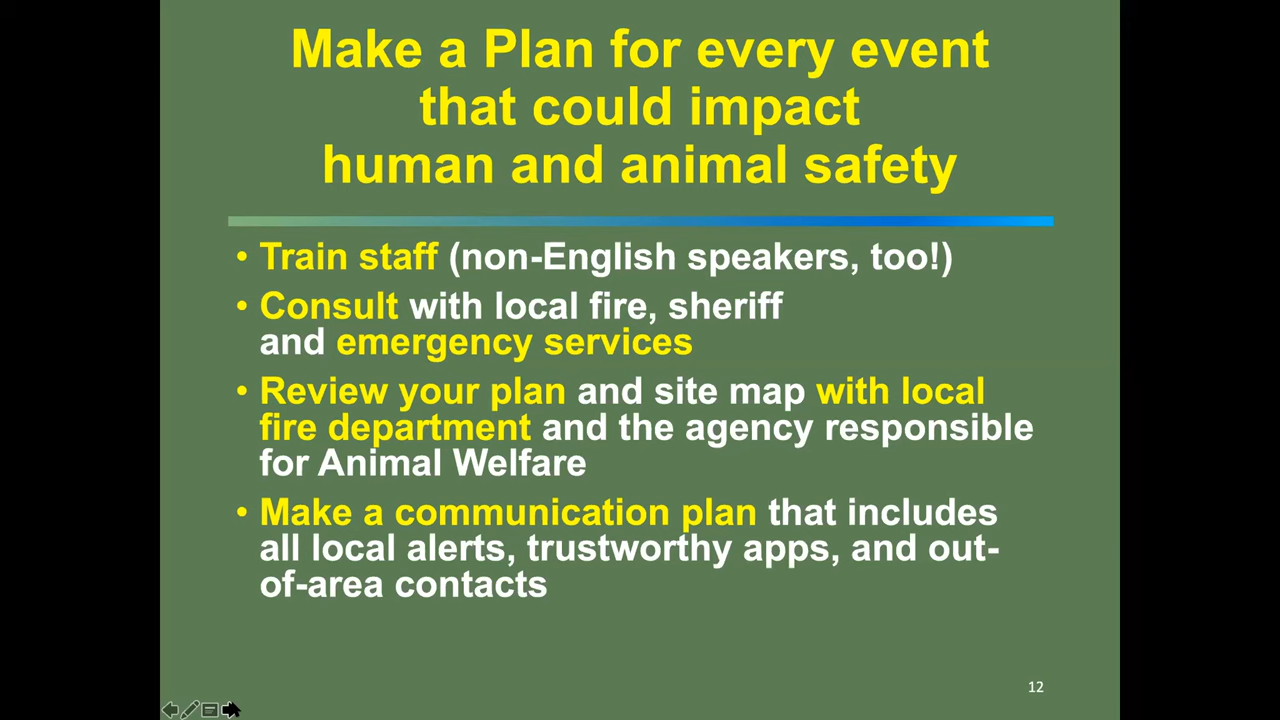 Make a Plan for every event
that could impact
human and animal safety
• Train staff (non-English speakers, too!)
• Consult with local fire, sheriff
and emergency services
• Review your plan and site map with local
fire department and the agency responsible
for Animal Welfare
• Make a communication plan that includes
all local alerts, trustworthy apps, and out-
of-area contacts
12